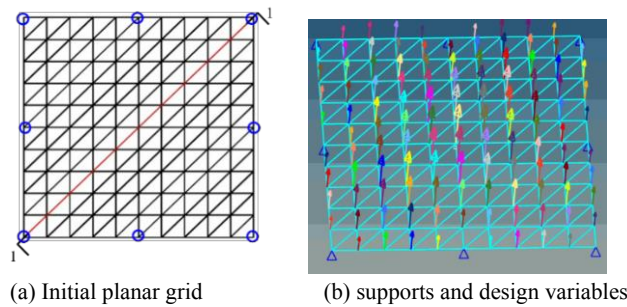 1
1
(a) Initial planar grid
(b) supports and design variables